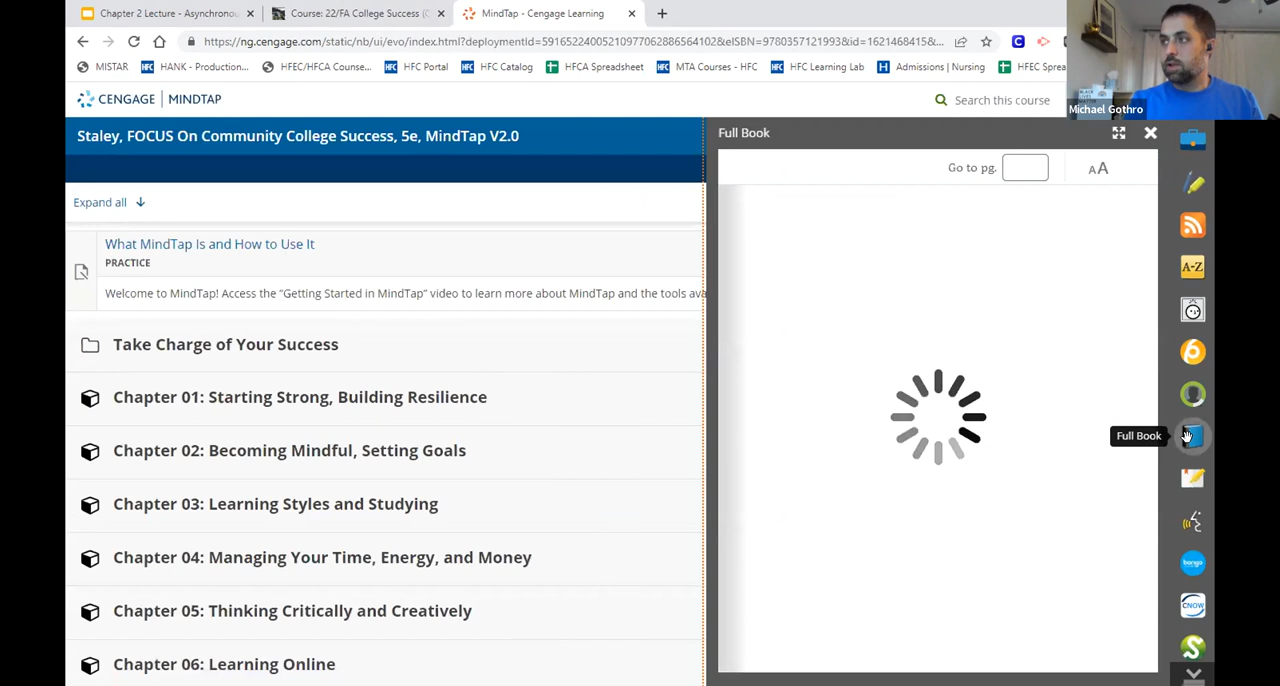 Chapter 2 Lecture - Asynchronou
Course: 22/FA College Success (C
MindTap - Cengage Learning
https://ng.cengage.com/static/nb/ui/evo/index.html?deploymentId=59165224005210977062886564102&eISBN=9780357121993&id=1621468415&...
MISTAR
HANK - Production...
HFEC/HFCA Counse...
HFC Portal
HFC Catalog
HFCA Spreadsheet
MTA Courses - HFC
HFC Learning Lab
Admissions | Nursing
HFEC Sprea
Michael Gothro
CENGAGE | MINDTAP
Search this course
Staley, FOCUS On Community College Success, 5e, MindTap V2.0
Full Book
Go to pg.
AA
Expand all
What MindTap Is and How to Use It
PRACTICE
Welcome to MindTap! Access the "Getting Started in MindTap" video to learn more about MindTap and the tools ava
Take Charge of Your Success
Chapter 01: Starting Strong, Building Resilience
Chapter 02: Becoming Mindful, Setting Goals
Chapter 03: Learning Styles and Studying
Chapter 04: Managing Your Time, Energy, and Money
Chapter 05: Thinking Critically and Creatively
Chapter 06: Learning Online
A-Z
Full Book
bongo
CNOW